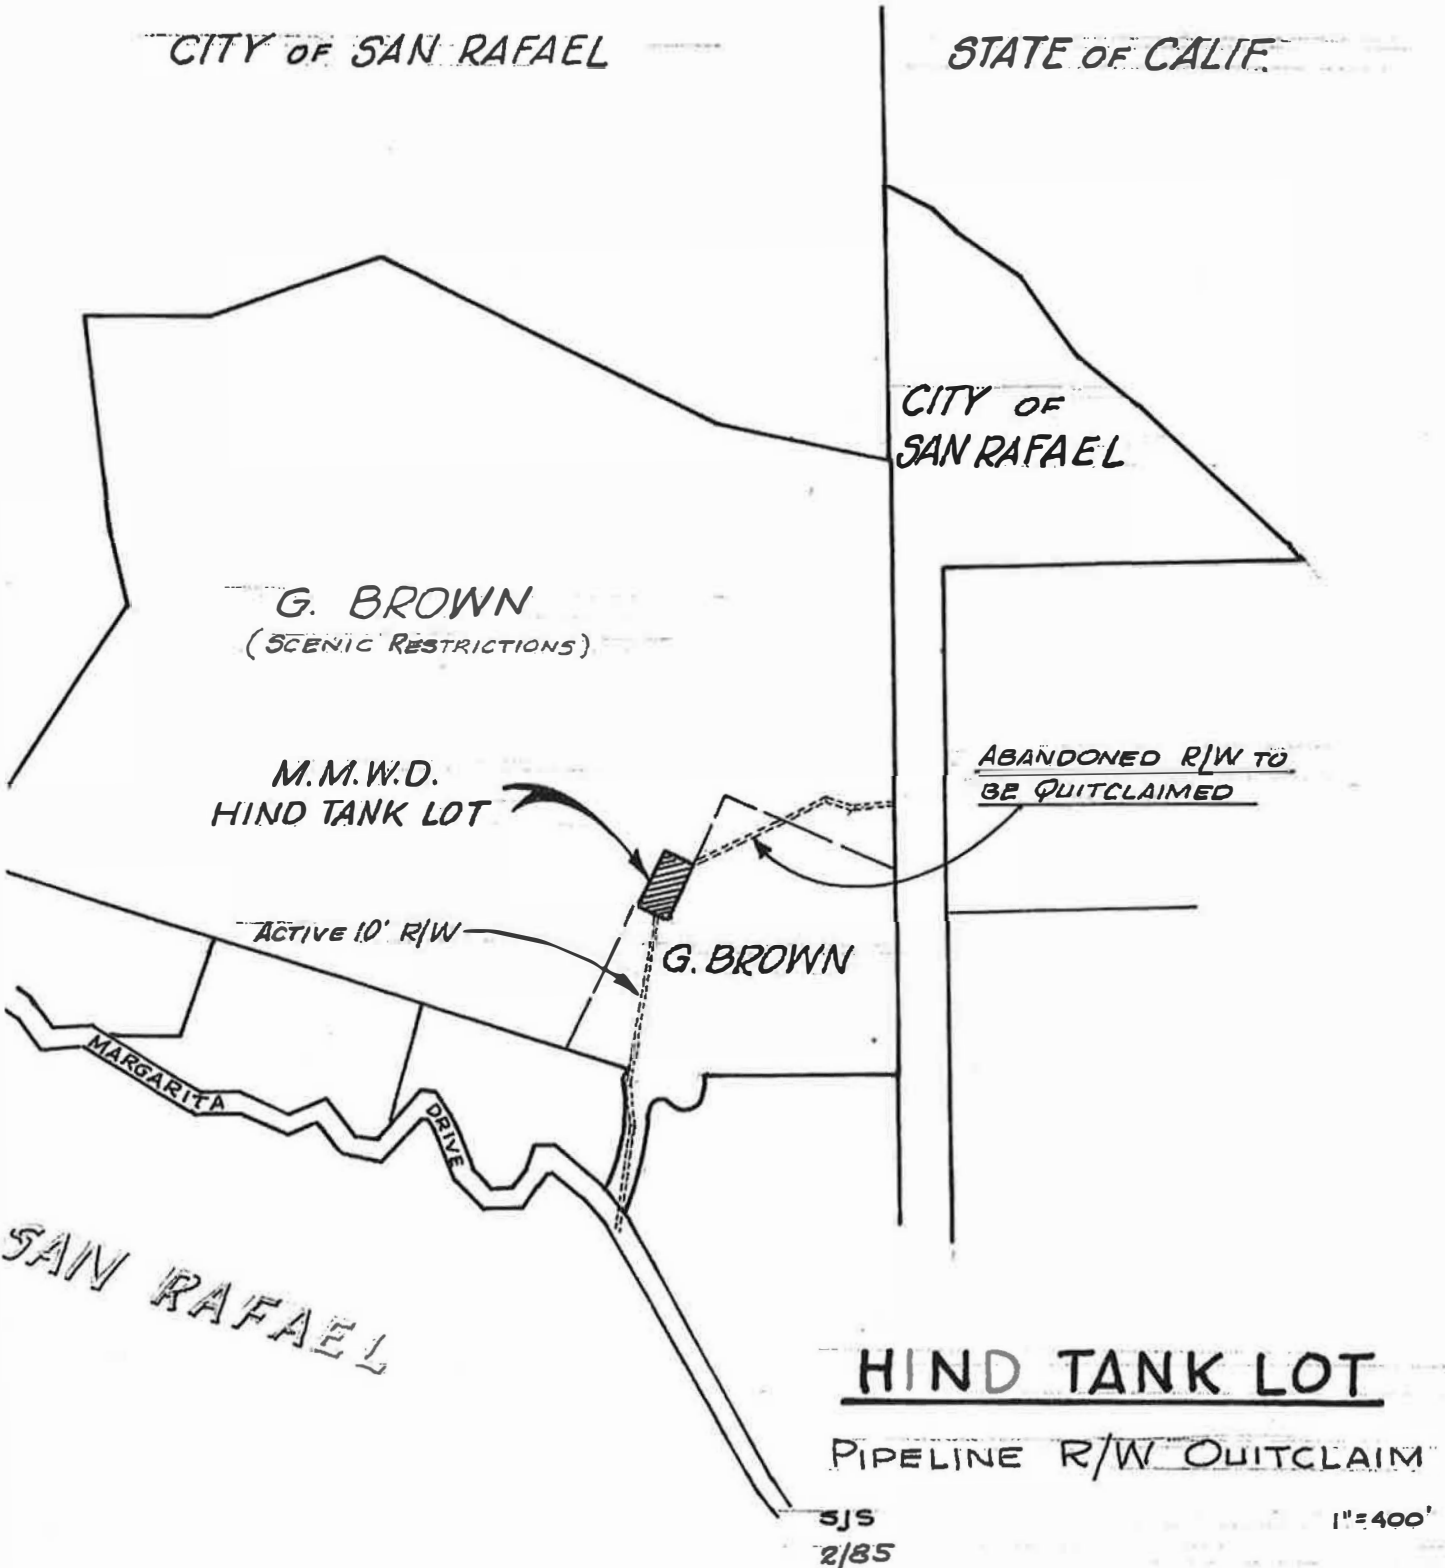 CITY OF SAN RAFAEL
STATE OF CALIF.
CITY OF
SAN RAFAEL
G. BROWN
(SCENIC RESTRICTIONS)
M.M.W.D.
HIND TANK LOT
ABANDONED R/W TO
BE QUITCLAIMED
ACTIVE 10' R/W
G. BROWN
MARGARITA
DRIVE
SAN RAFAEL
HIND TANK LOT
PIPELINE R/W QUITCLAIM
SJS
2/85
1"=400'